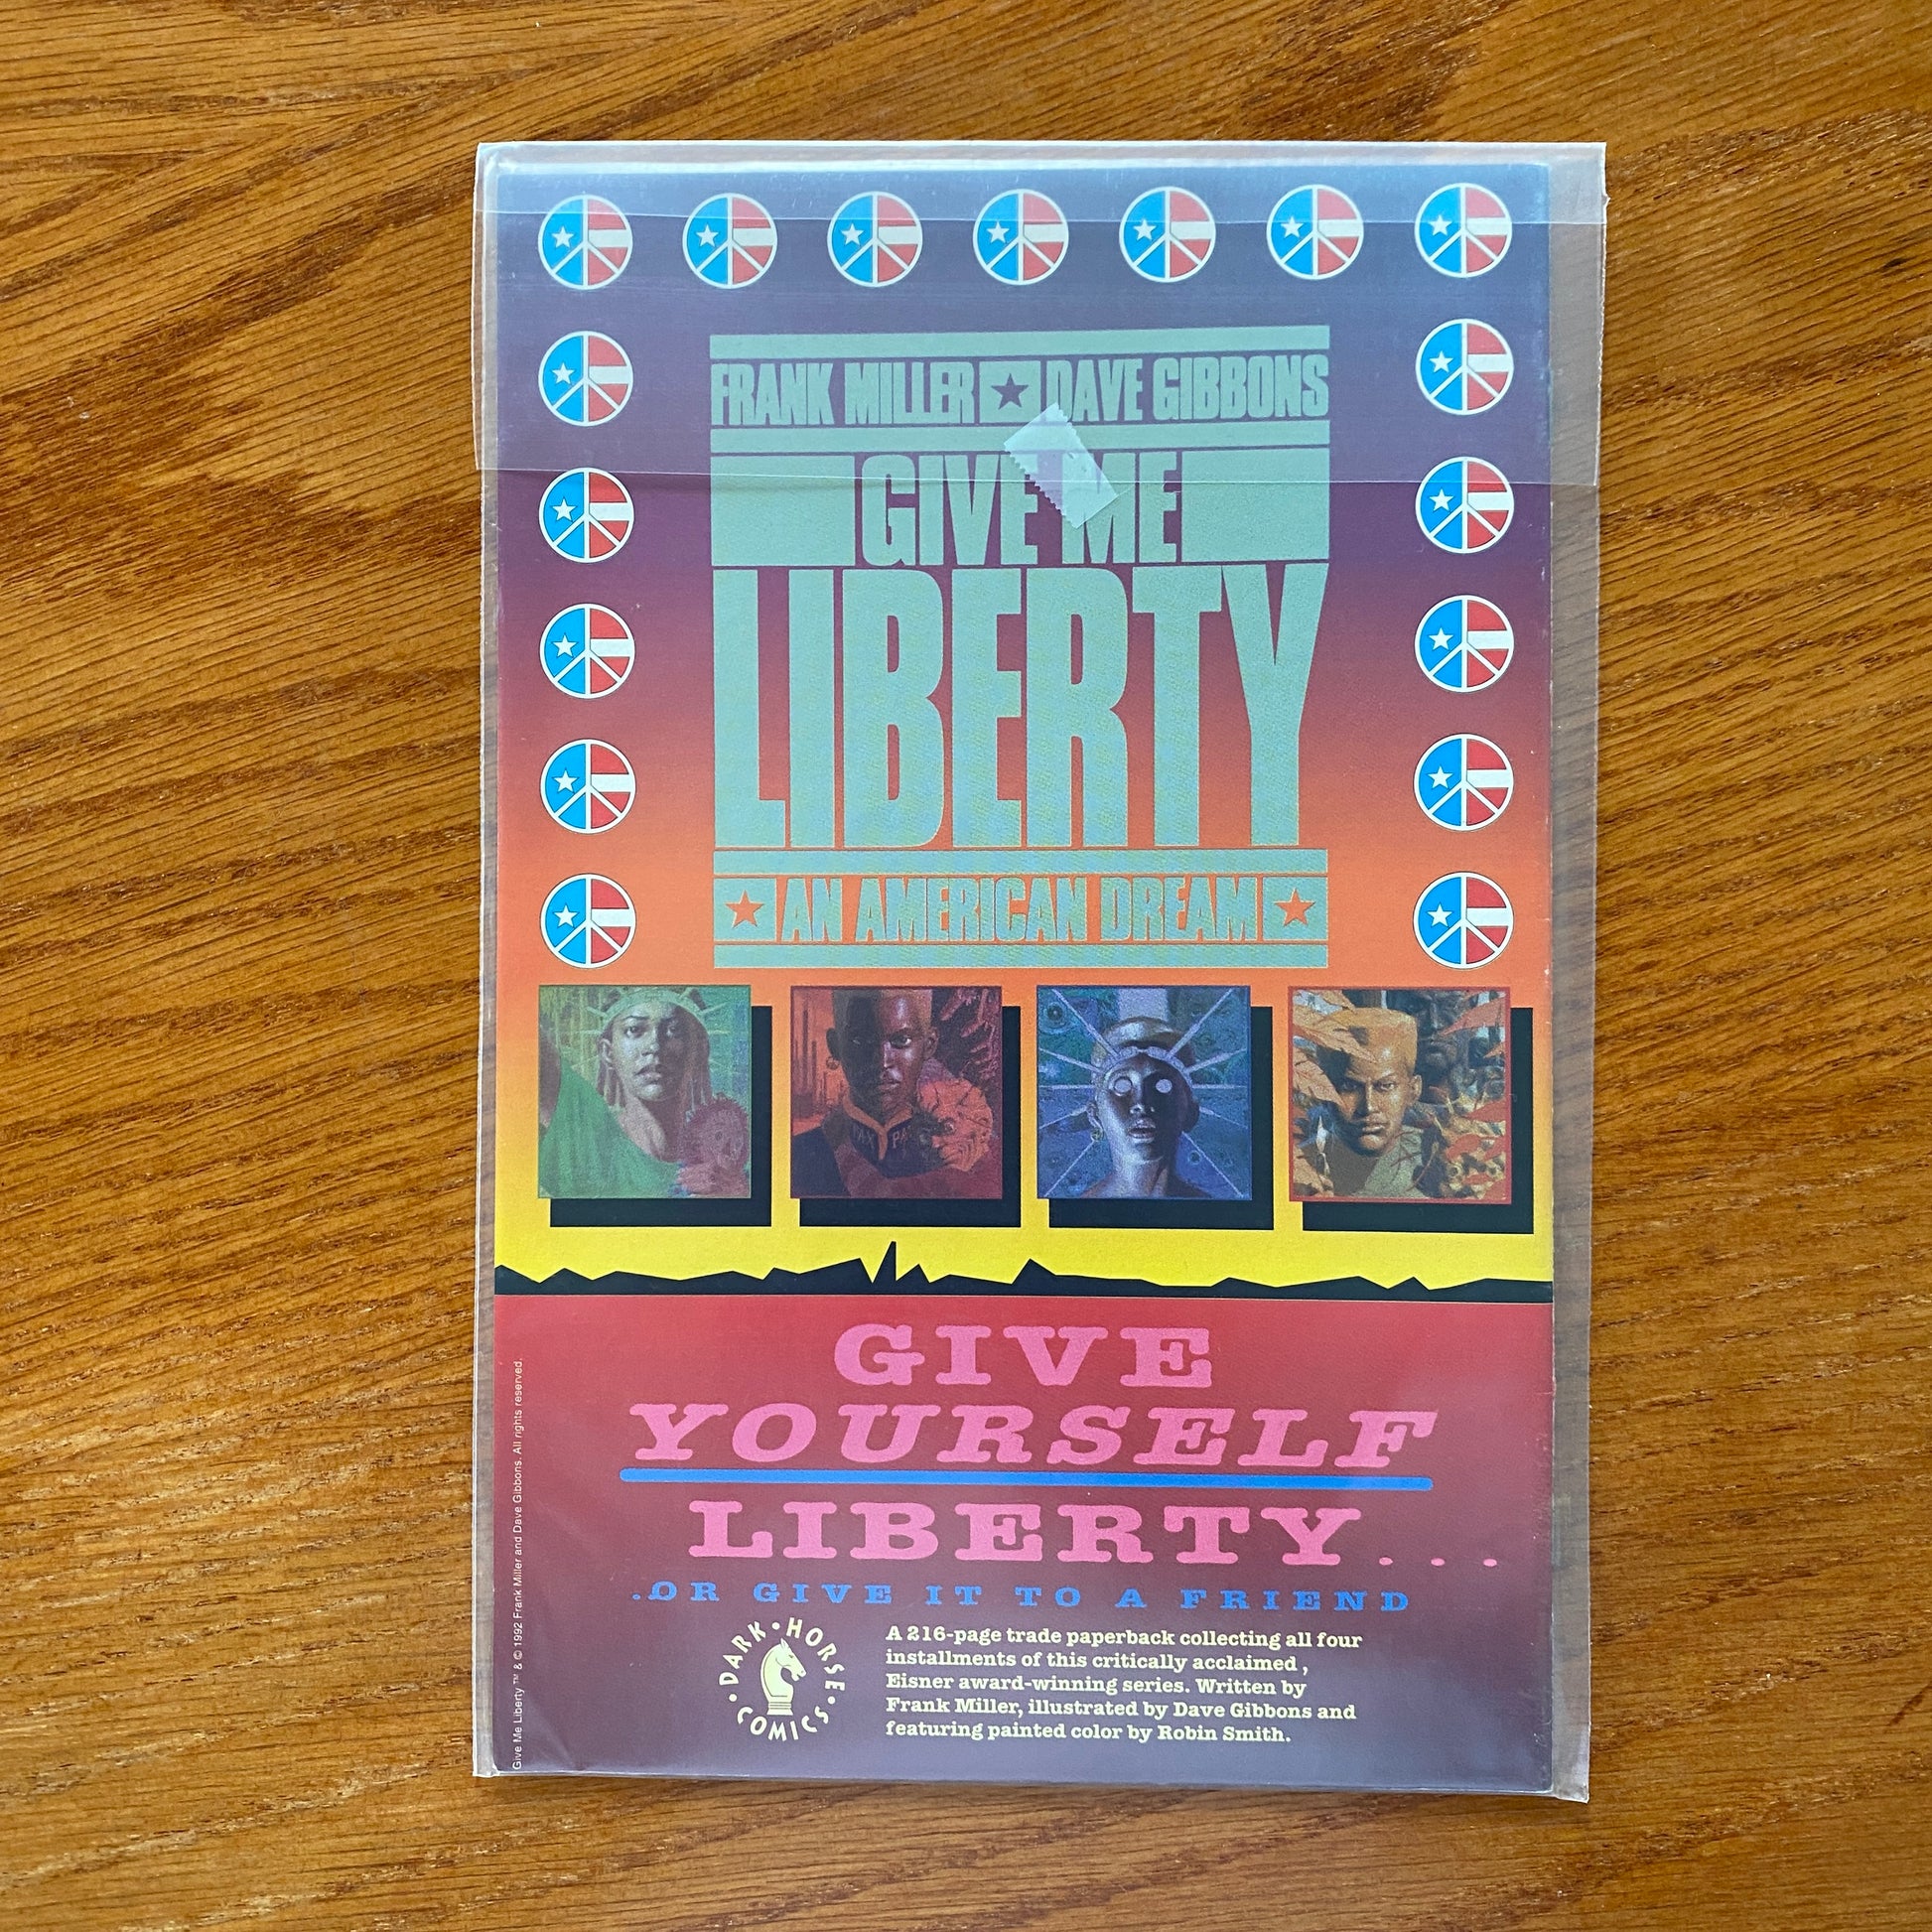 FRANK MILLER ★ DAVE GIBBONS
GIVE ME
LIBERTY
★ AN AMERICAN DREAM ★
GIVE
YOURSELF
LIBERTY...
.OR GIVE IT TO A FRIEND
DARK • HORSE • COMICS •
A 216-page trade paperback collecting all four
installments of this critically acclaimed ,
Eisner award-winning series. Written by
Frank Miller, illustrated by Dave Gibbons and
featuring painted color by Robin Smith.
Give Me Liberty ™ & © 1992 Frank Miller and Dave Gibbons. All rights reserved.